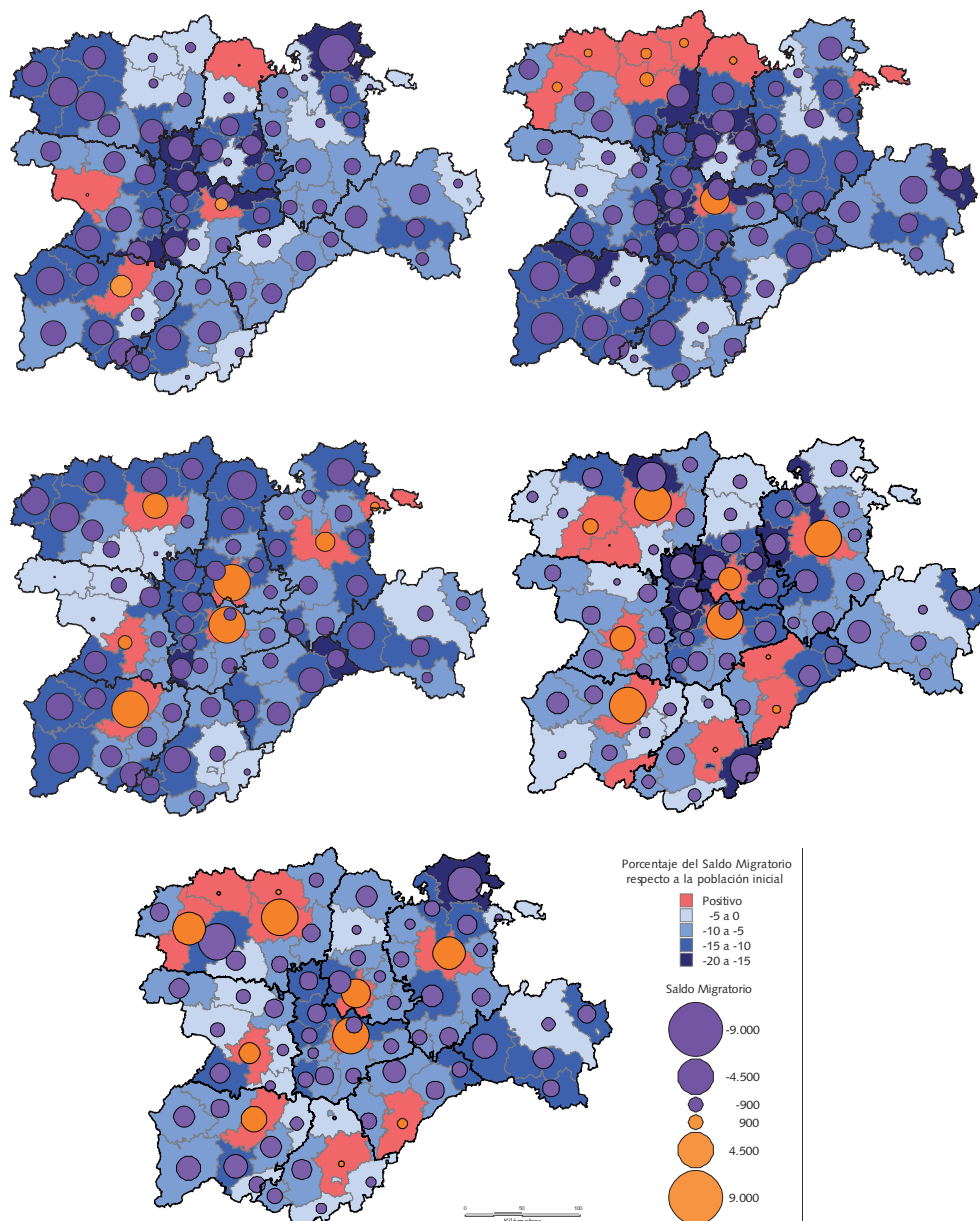 Porcentaje del Saldo Migratorio
respecto a la población inicial
Positivo
-5 a 0
-10 a -5
-15 a -10
-20 a -15
Saldo Migratorio
-9.000
-4.500
-900
900
4.500
9.000
0 50 100
Kilómetros